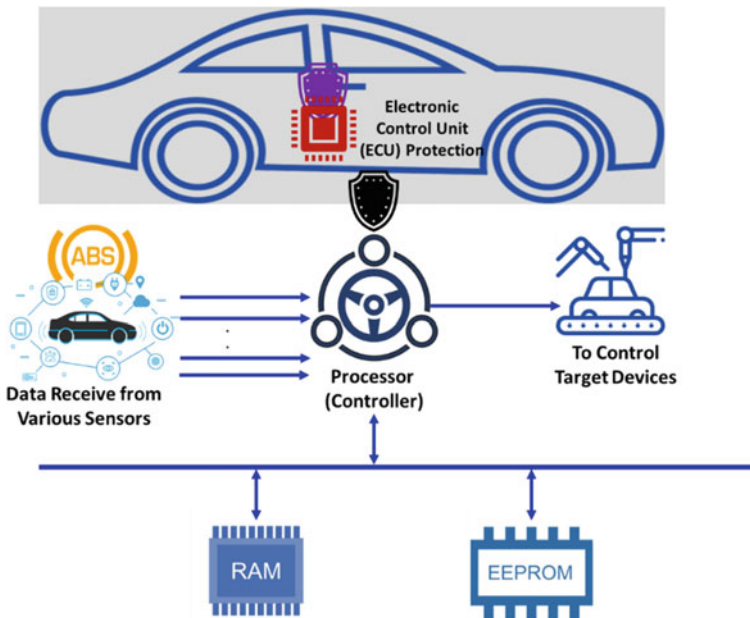 Electronic
Control Unit
(ECU) Protection
ABS
Data Receive from
Various Sensors
Processor
(Controller)
To Control
Target Devices
RAM
EEPROM